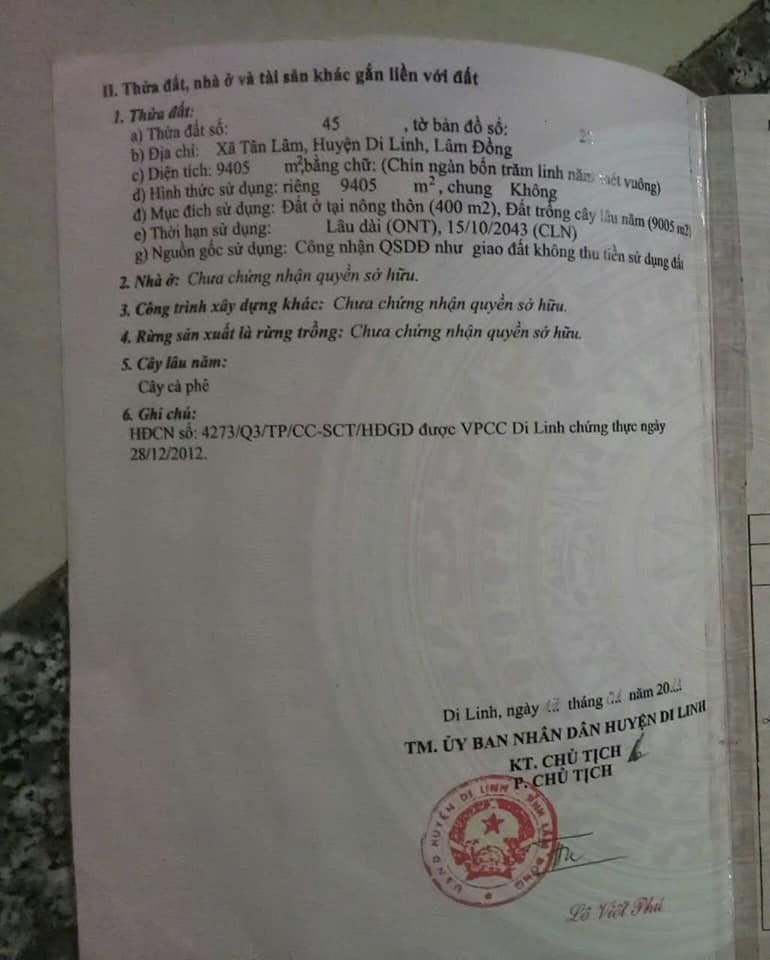 II. Thửa đất, nhà ở và tài sản khác gắn liền với đất
1. Thửa đất:
a) Thửa đất số: 45 , tờ bản đồ số:
b) Địa chỉ: Xã Tân Lâm, Huyện Di Linh, Lâm Đồng
c) Diện tích: 9405 m², bằng chữ: (Chín ngàn bốn trăm linh năm mét vuông)
d) Hình thức sử dụng: riêng 9405 m², chung Không
đ) Mục đích sử dụng: Đất ở tại nông thôn (400 m2), Đất trồng cây lâu năm (9005 m2)
e) Thời hạn sử dụng: Lâu dài (ONT), 15/10/2043 (CLN)
g) Nguồn gốc sử dụng: Công nhận QSDĐ như giao đất không thu tiền sử dụng đất
2. Nhà ở: Chưa chứng nhận quyền sở hữu.
3. Công trình xây dựng khác: Chưa chứng nhận quyền sở hữu.
4. Rừng sản xuất là rừng trồng: Chưa chứng nhận quyền sở hữu.
5. Cây lâu năm:
Cây cà phê
6. Ghi chú:
HĐCN số: 4273/Q3/TP/CC-SCT/HĐGD được VPCC Di Linh chứng thực ngày
28/12/2012.
Di Linh, ngày tháng năm
TM. ỦY BAN NHÂN DÂN HUYỆN DI LINH
KT. CHỦ TỊCH
P. CHỦ TỊCH
U.B.N.D HUYỆN DI LINH TỈNH LÂM ĐỒNG
Lê Viết Phú